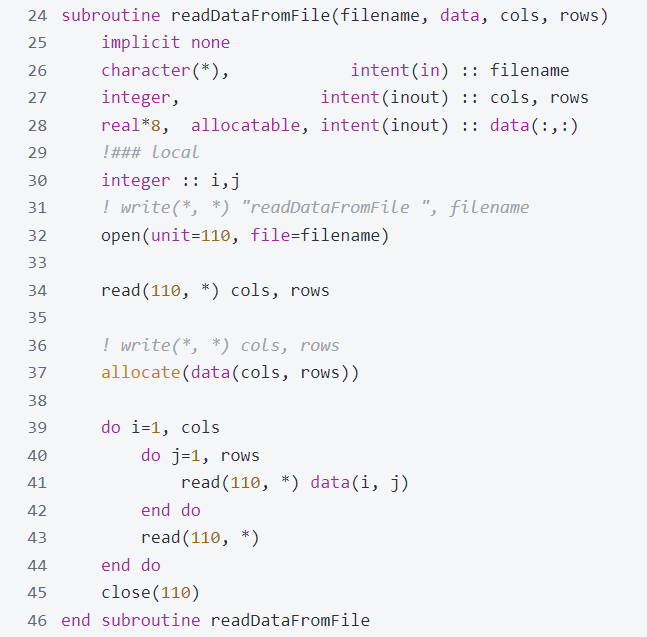 24 subroutine readDataFromFile(filename, data, cols, rows)
25     implicit none
26     character(*),            intent(in) :: filename
27     integer,              intent(inout) :: cols, rows
28     real*8,  allocatable, intent(inout) :: data(:,:)
29     !### local
30     integer :: i,j
31     ! write(*, *) "readDataFromFile ", filename
32     open(unit=110, file=filename)
33
34     read(110, *) cols, rows
35
36     ! write(*, *) cols, rows
37     allocate(data(cols, rows))
38
39     do i=1, cols
40         do j=1, rows
41             read(110, *) data(i, j)
42         end do
43         read(110, *)
44     end do
45     close(110)
46 end subroutine readDataFromFile